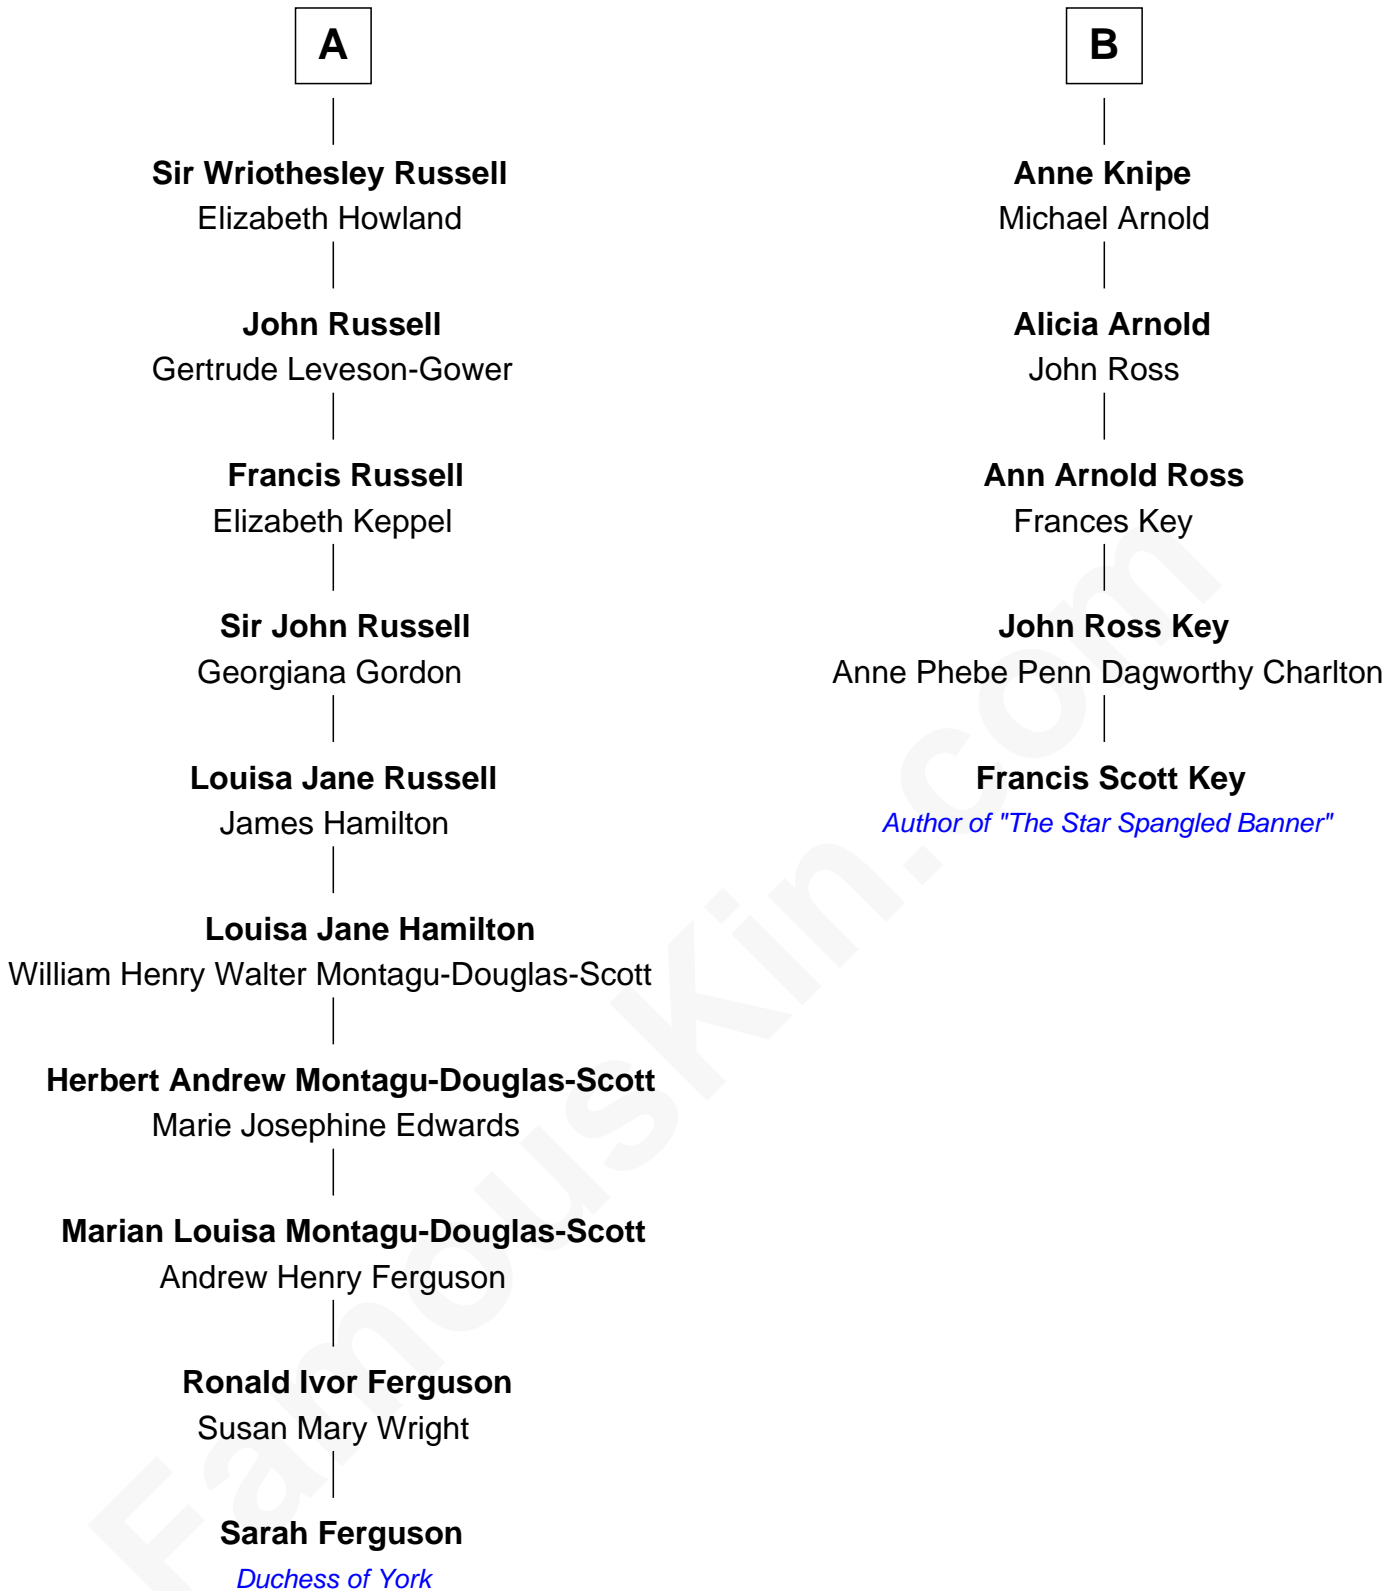 A
Sir Wriothesley Russell
Elizabeth Howland
John Russell
Gertrude Leveson-Gower
Francis Russell
Elizabeth Keppel
Sir John Russell
Georgiana Gordon
Louisa Jane Russell
James Hamilton
Louisa Jane Hamilton
William Henry Walter Montagu-Douglas-Scott
Herbert Andrew Montagu-Douglas-Scott
Marie Josephine Edwards
Marian Louisa Montagu-Douglas-Scott
Andrew Henry Ferguson
Ronald Ivor Ferguson
Susan Mary Wright
Sarah Ferguson
Duchess of York
B
Anne Knipe
Michael Arnold
Alicia Arnold
John Ross
Ann Arnold Ross
Frances Key
John Ross Key
Anne Phebe Penn Dagworthy Charlton
Francis Scott Key
Author of "The Star Spangled Banner"
FamousKin.com